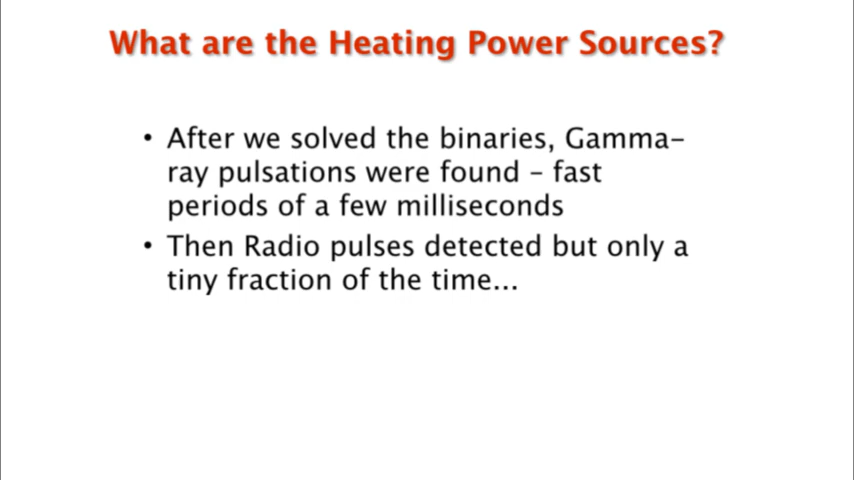 What are the Heating Power Sources?
• After we solved the binaries, Gamma-
ray pulsations were found – fast
periods of a few milliseconds
• Then Radio pulses detected but only a
tiny fraction of the time...